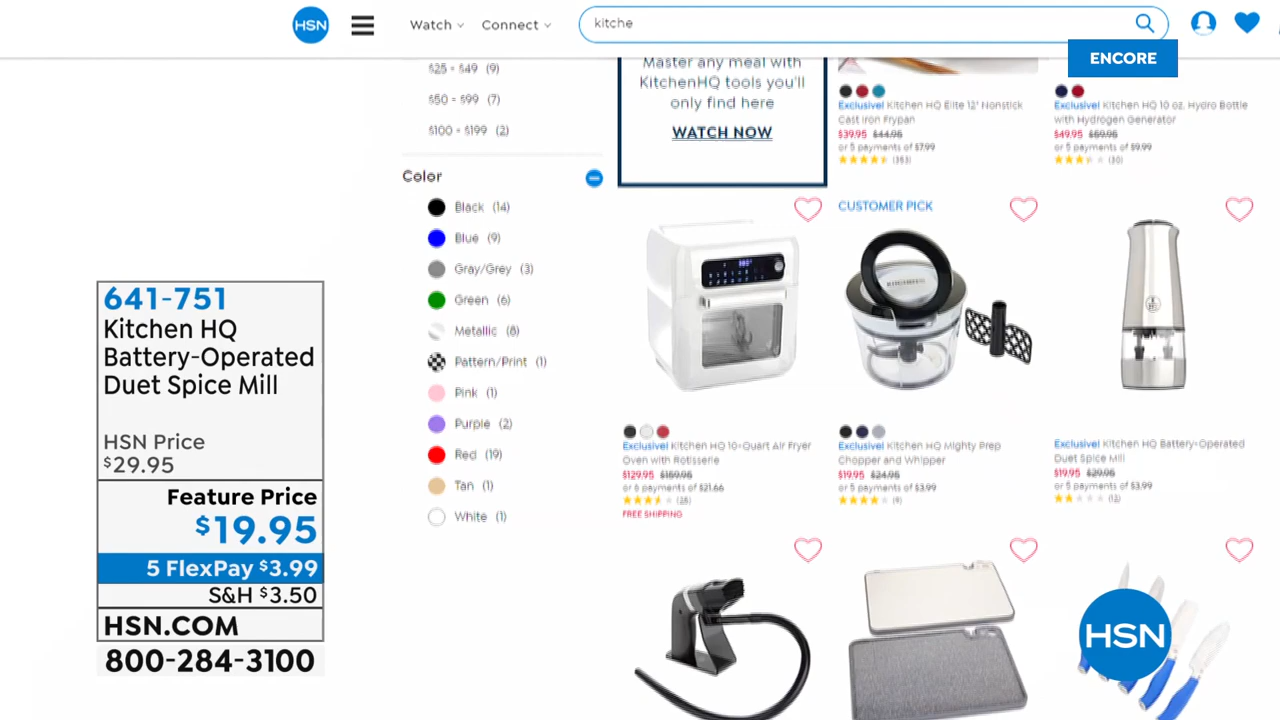 HSN
Watch
Connect
kitche
ENCORE
$25 - $49 (9)
$50 - $99 (7)
$100 - $199 (2)
Color
Black (14)
Blue (9)
Gray/Grey (3)
Green (6)
Metallic (8)
Pattern/Print (1)
Pink (1)
Purple (2)
Red (19)
Tan (1)
White (1)
Master any meal with
KitchenHQ tools you'll
only find here
WATCH NOW
Exclusive! Kitchen HQ Elite 12" Nonstick
Cast Iron Frypan
$39.95 $44.95
or 5 payments of $7.99
(353)
Exclusive! Kitchen HQ 10 oz. Hydro Bottle
with Hydrogen Generator
$49.95 $69.95
or 5 payments of $9.99
(30)
CUSTOMER PICK
Exclusive! Kitchen HQ 10-Quart Air Fryer
Oven with Rotisserie
$129.95 $159.95
or 6 payments of $21.66
(25)
FREE SHIPPING
Exclusive! Kitchen HQ Mighty Prep
Chopper and Whipper
$19.95 $24.95
or 5 payments of $3.99
(9)
Exclusive! Kitchen HQ Battery-Operated
Duet Spice Mill
$19.95 $29.95
or 5 payments of $3.99
(12)
641-751
Kitchen HQ
Battery-Operated
Duet Spice Mill
HSN Price
$29.95
Feature Price
$19.95
5 FlexPay $3.99
S&H $3.50
HSN.COM
800-284-3100
HSN